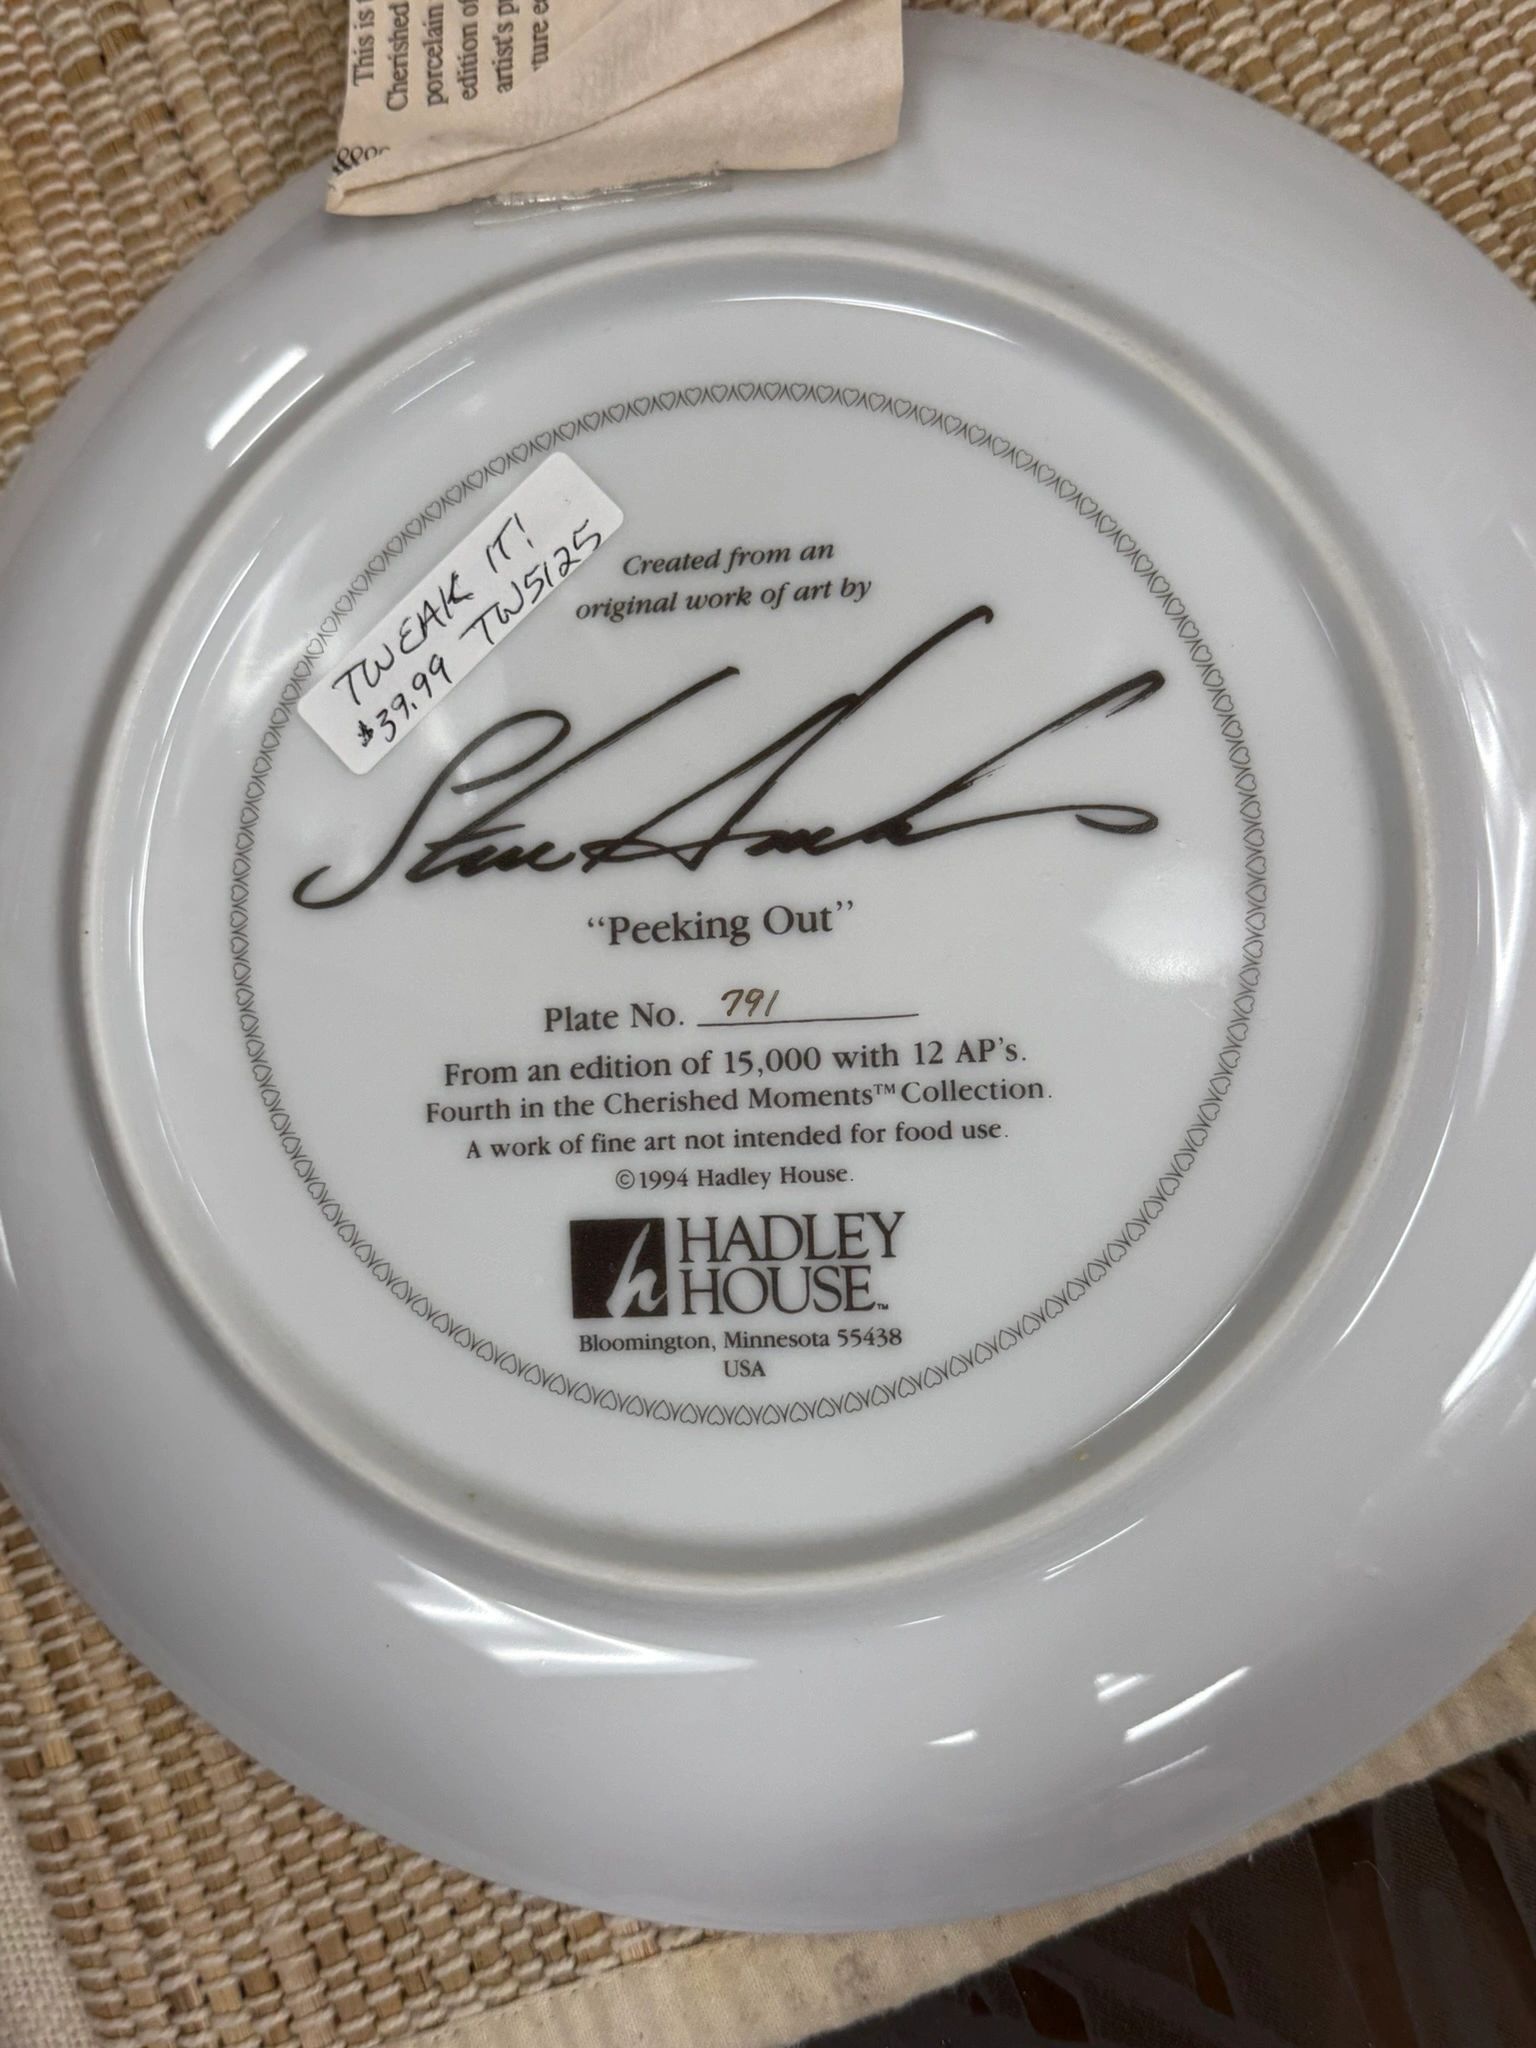 This is
Cherished
porcelain
edition of
artist's
TWEAK IT!
$39.99 TW5125
Created from an
original work of art by
"Peeking Out"
Plate No. 791
From an edition of 15,000 with 12 AP's.
Fourth in the Cherished Moments™ Collection.
A work of fine art not intended for food use.
©1994 Hadley House.
h HADLEY
HOUSE™
Bloomington, Minnesota 55438
USA